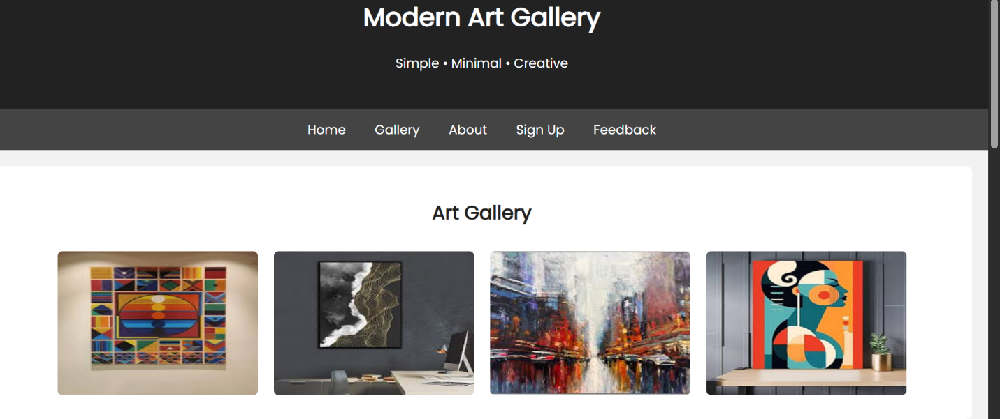 Modern Art Gallery
Simple • Minimal • Creative
Home Gallery About Sign Up Feedback
Art Gallery